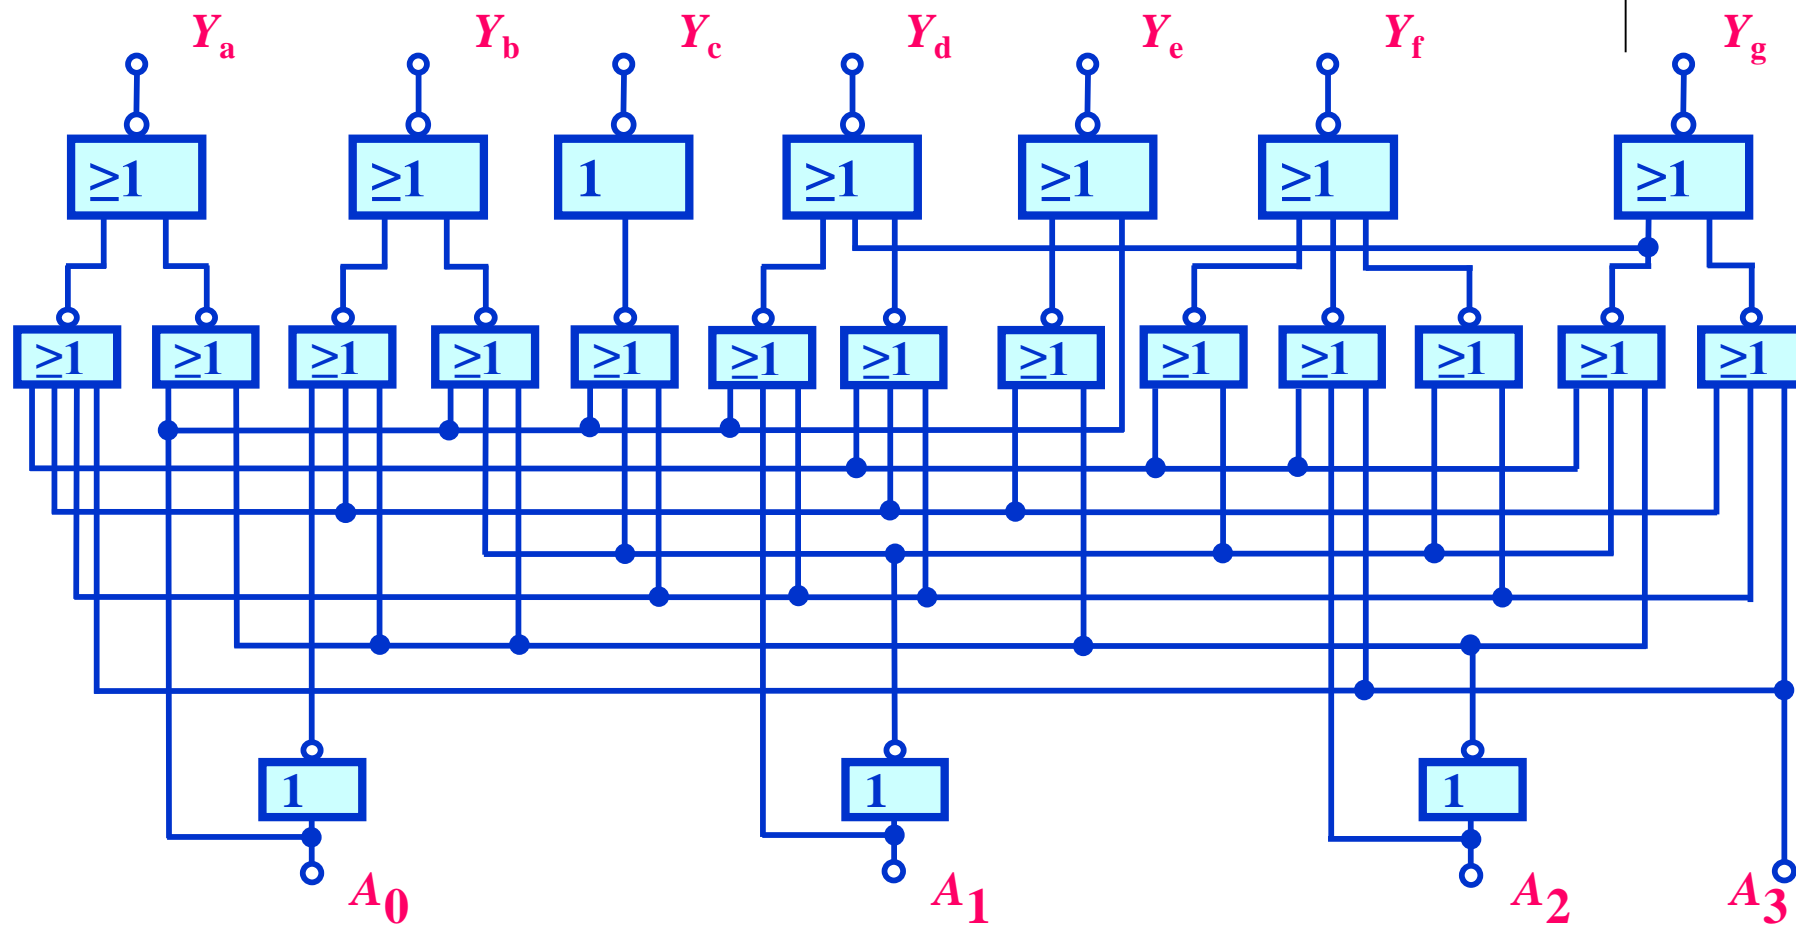 Ya Yb Yc Yd Ye Yf Yg
≥1 ≥1 1 ≥1 ≥1 ≥1 ≥1
≥1 ≥1 ≥1 ≥1 ≥1 ≥1 ≥1 ≥1 ≥1 ≥1 ≥1 ≥1 ≥1
1 1 1
A0 A1 A2 A3